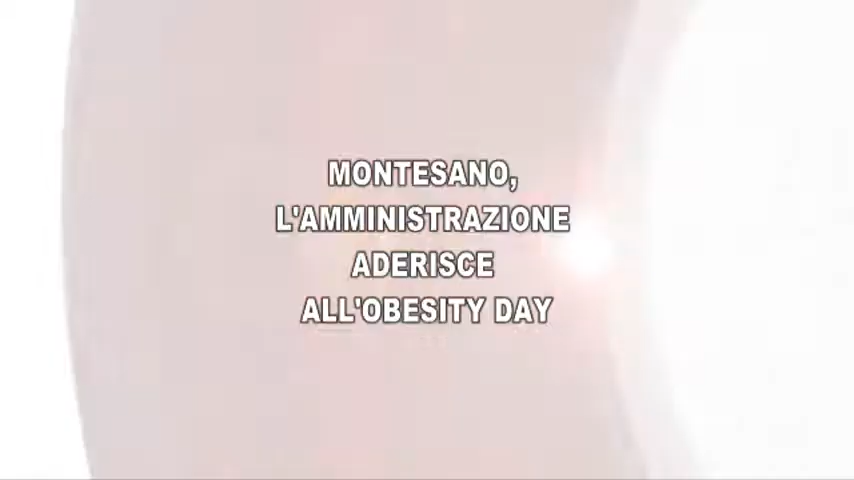 MONTESANO,
L'AMMINISTRAZIONE
ADERISCE
ALL'OBESITY DAY